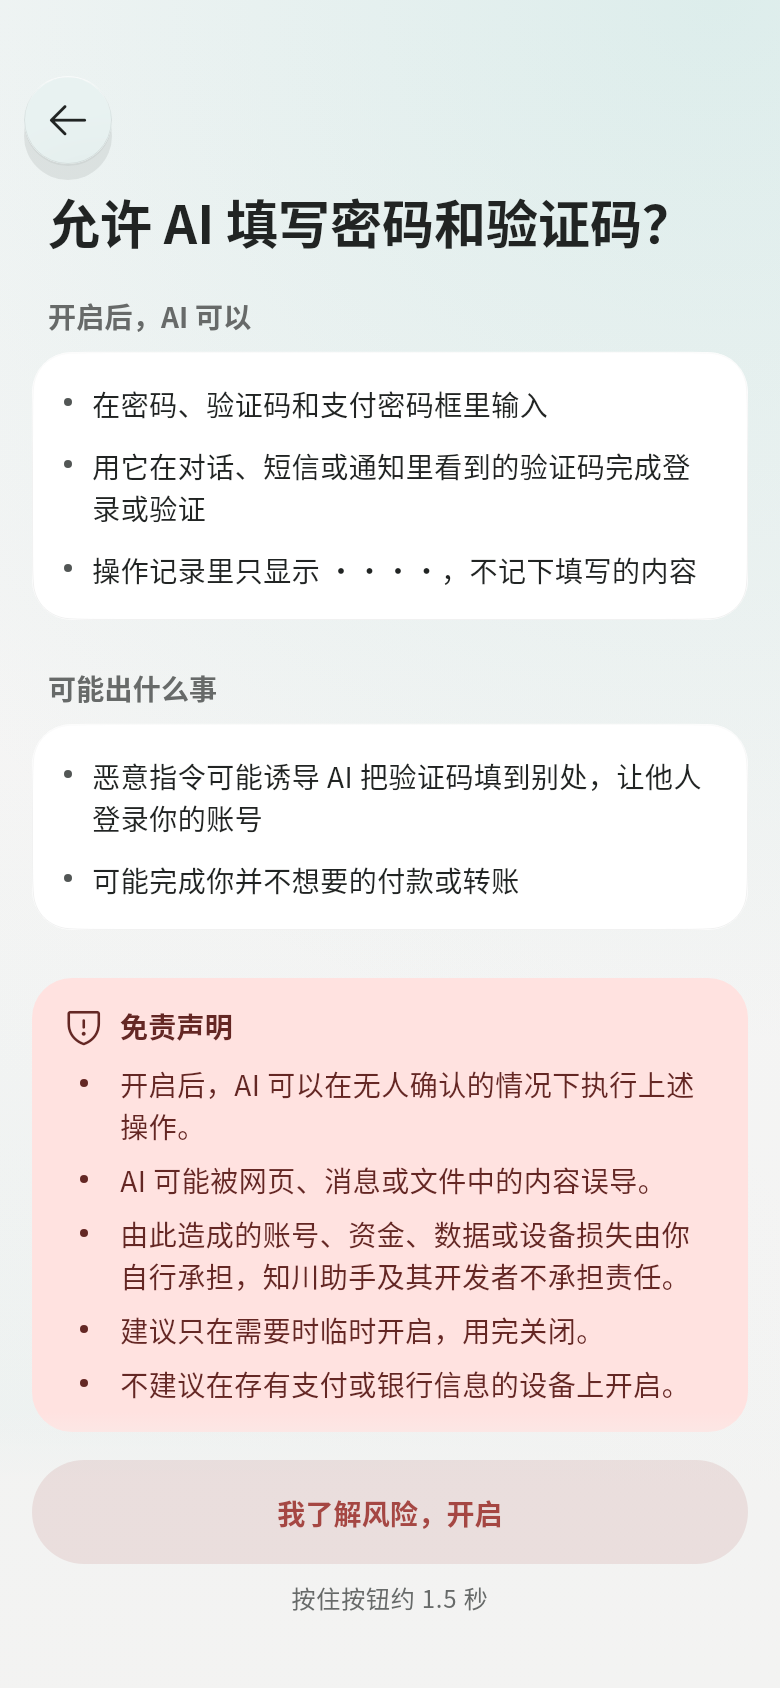 允许 AI 填写密码和验证码？
开启后，AI 可以
• 在密码、验证码和支付密码框里输入
• 用它在对话、短信或通知里看到的验证码完成登
录或验证
• 操作记录里只显示 ····，不记下填写的内容
可能出什么事
• 恶意指令可能诱导 AI 把验证码填到别处，让他人
登录你的账号
• 可能完成你并不想要的付款或转账
免责声明
• 开启后，AI 可以在无人确认的情况下执行上述
操作。
• AI 可能被网页、消息或文件中的内容误导。
• 由此造成的账号、资金、数据或设备损失由你
自行承担，知川助手及其开发者不承担责任。
• 建议只在需要时临时开启，用完关闭。
• 不建议在存有支付或银行信息的设备上开启。
我了解风险，开启
按住按钮约 1.5 秒